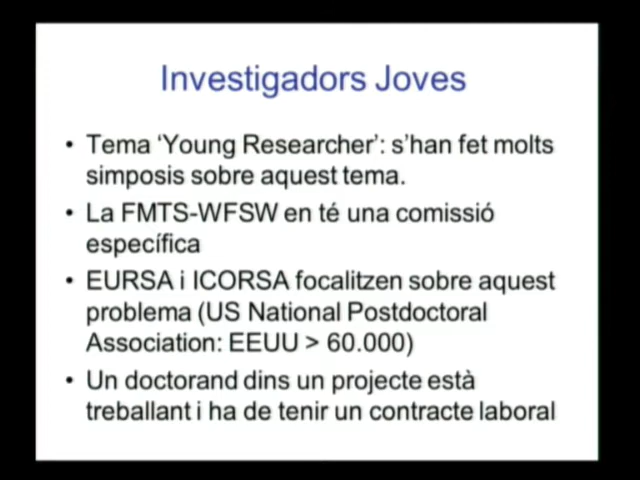 Investigadors Joves
• Tema ‘Young Researcher’: s’han fet molts
simposis sobre aquest tema.
• La FMTS-WFSW en té una comissió
específica
• EURSA i ICORSA focalitzen sobre aquest
problema (US National Postdoctoral
Association: EEUU > 60.000)
• Un doctorand dins un projecte està
treballant i ha de tenir un contracte laboral